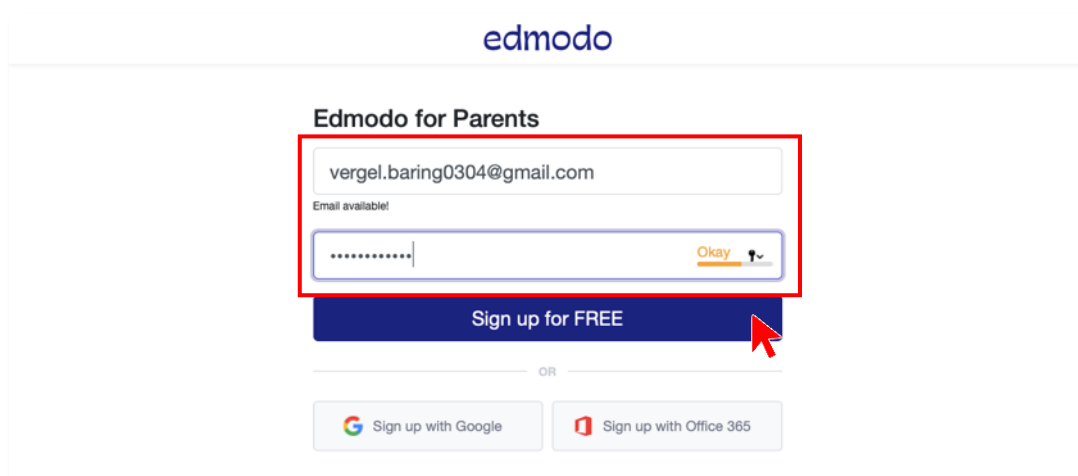 edmodo
Edmodo for Parents
vergel.baring0304@gmail.com
Email available!
••••••••••••
Okay
Sign up for FREE
OR
Sign up with Google
Sign up with Office 365